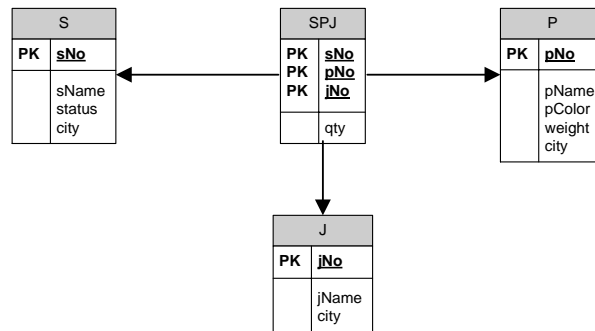 S
PK sNo
sName
status
city
SPJ
PK sNo
PK pNo
PK jNo
qty
P
PK pNo
pName
pColor
weight
city
J
PK jNo
jName
city